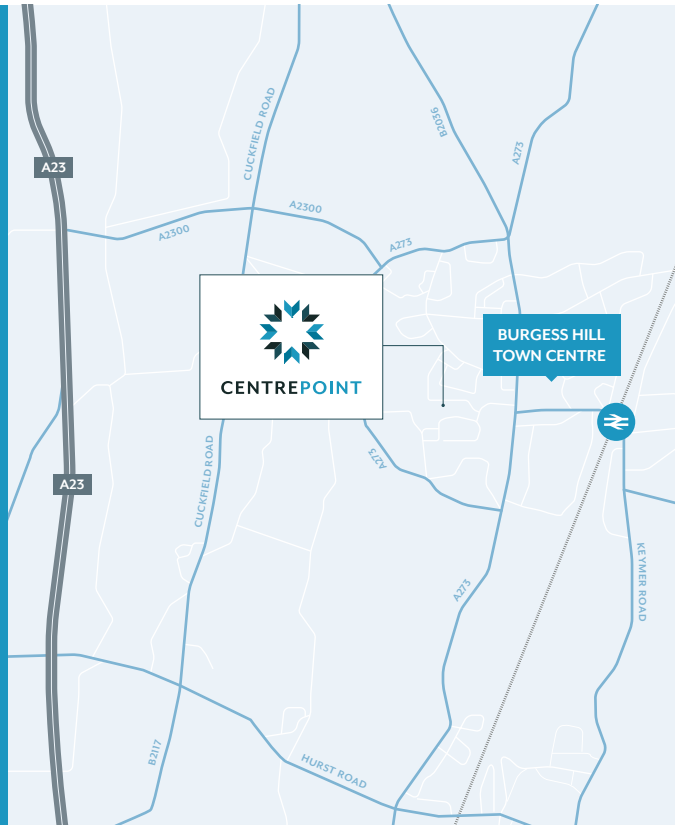 CUCKFIELD ROAD
B2036
A273
A23
A2300
A2300
A273
BURGESS HILL
TOWN CENTRE
CENTREPOINT
CUCKFIELD ROAD
A273
A23
KEYMER ROAD
A273
B2117
HURST ROAD